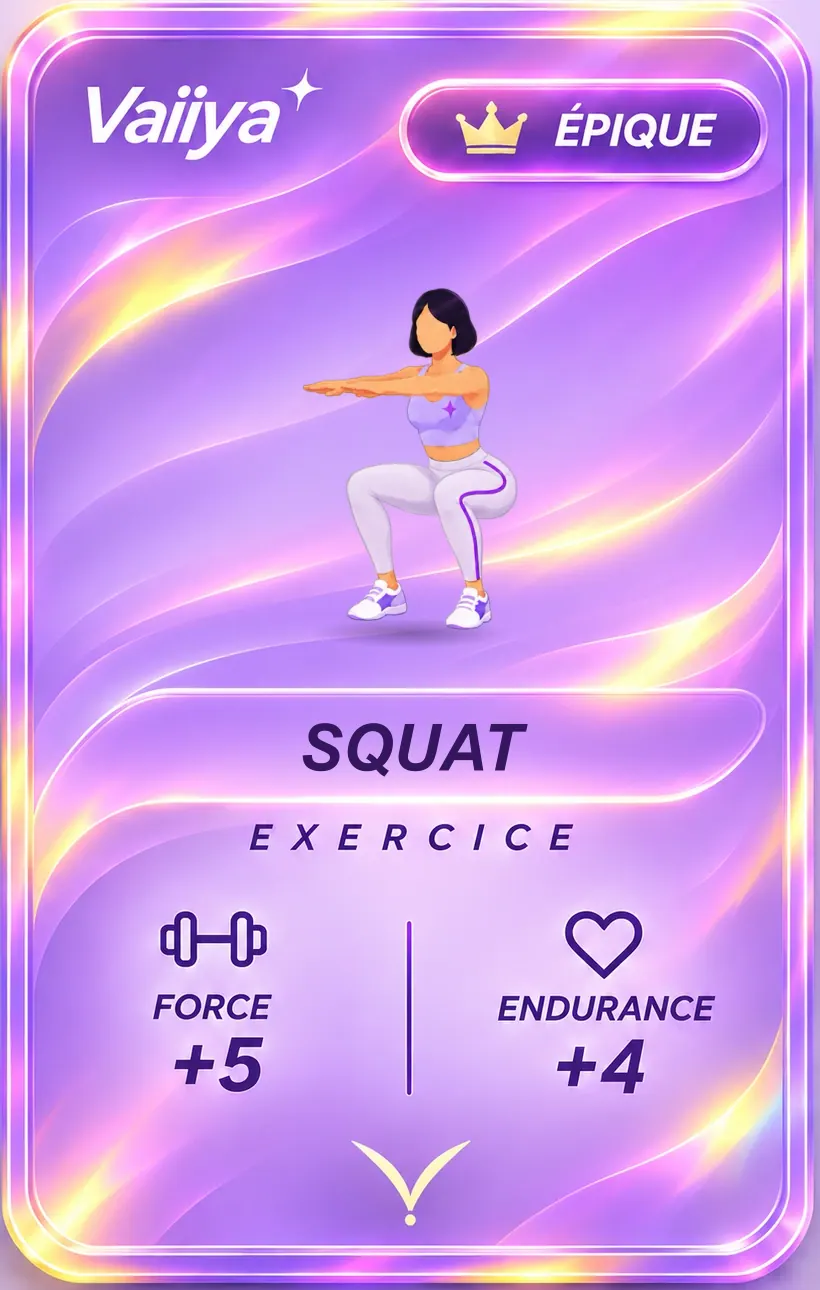 Vaiiya
ÉPIQUE
SQUAT
EXERCICE
FORCE
+5
ENDURANCE
+4